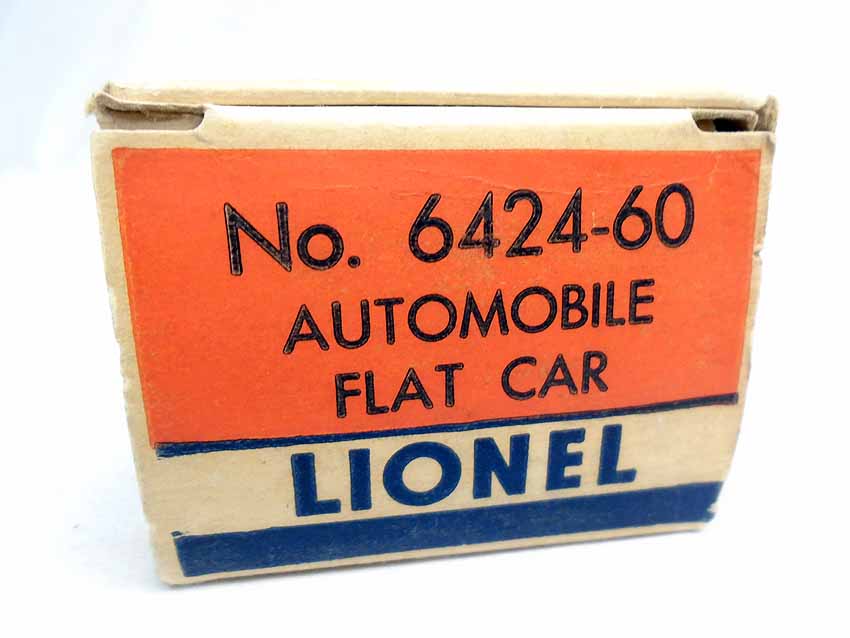 No. 6424-60
AUTOMOBILE
FLAT CAR
LIONEL